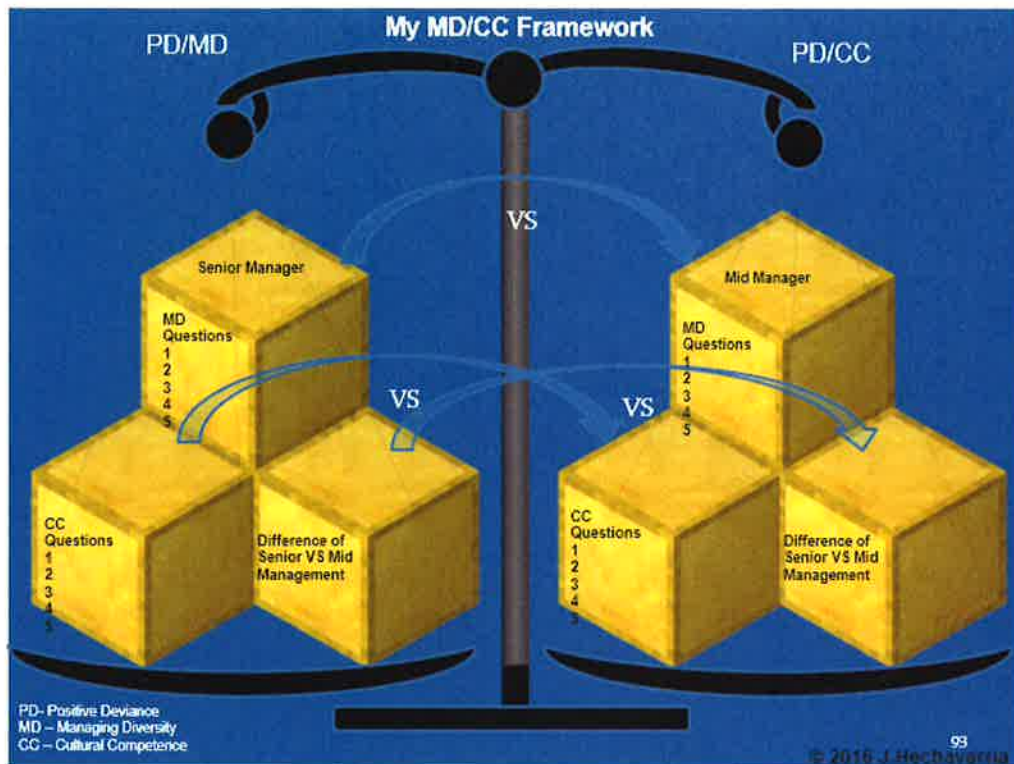 My MD/CC Framework
PD/MD
PD/CC
VS
Senior Manager
MD
Questions
1
2
3
4
5
Mid Manager
MD
Questions
1
2
3
4
5
VS
VS
CC
Questions
1
2
3
4
5
Difference of
Senior VS Mid
Management
CC
Questions
1
2
3
4
5
Difference of
Senior VS Mid
Management
PD- Positive Deviance
MD – Managing Diversity
CC – Cultural Competence
93
© 2016 J.Hechavarria